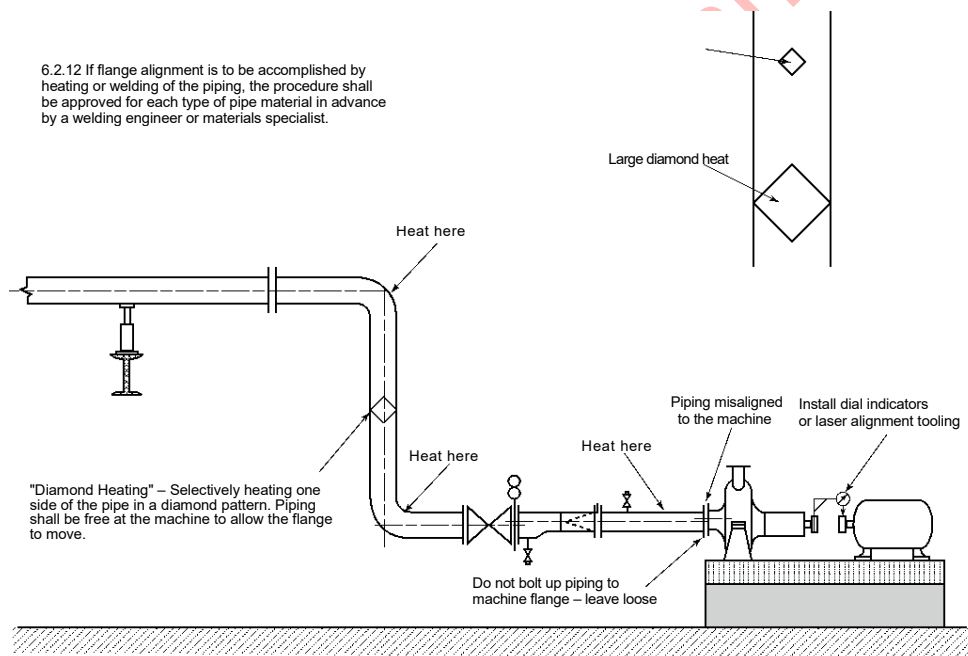 6.2.12 If flange alignment is to be accomplished by
heating or welding of the piping, the procedure shall
be approved for each type of pipe material in advance
by a welding engineer or materials specialist.
Large diamond heat
Heat here
Piping misaligned
to the machine
Install dial indicators
or laser alignment tooling
Heat here
Heat here
"Diamond Heating" – Selectively heating one
side of the pipe in a diamond pattern. Piping
shall be free at the machine to allow the flange
to move.
Do not bolt up piping to
machine flange – leave loose